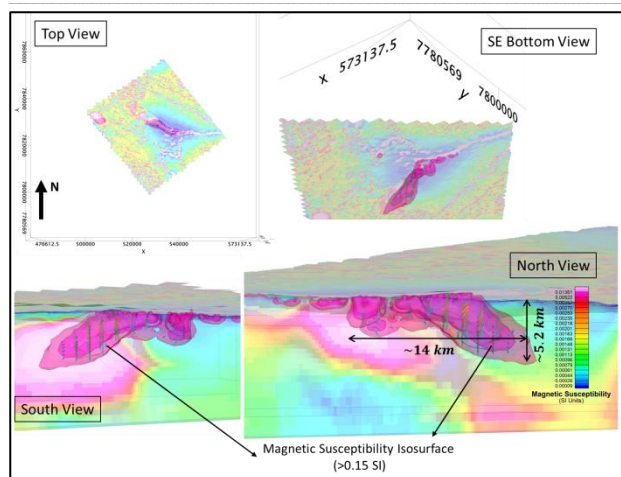 Top View
SE Bottom View
x 573137.5
7780569
y 7800000
N
7860000
7840000
Y
7820000
7800000
7780569
476612.5 500000 520000 540000 573137.5
X
North View
~14 km
~5.2 km
Magnetic Susceptibility
(SI Units)
South View
Magnetic Susceptibility Isosurface
(>0.15 SI)